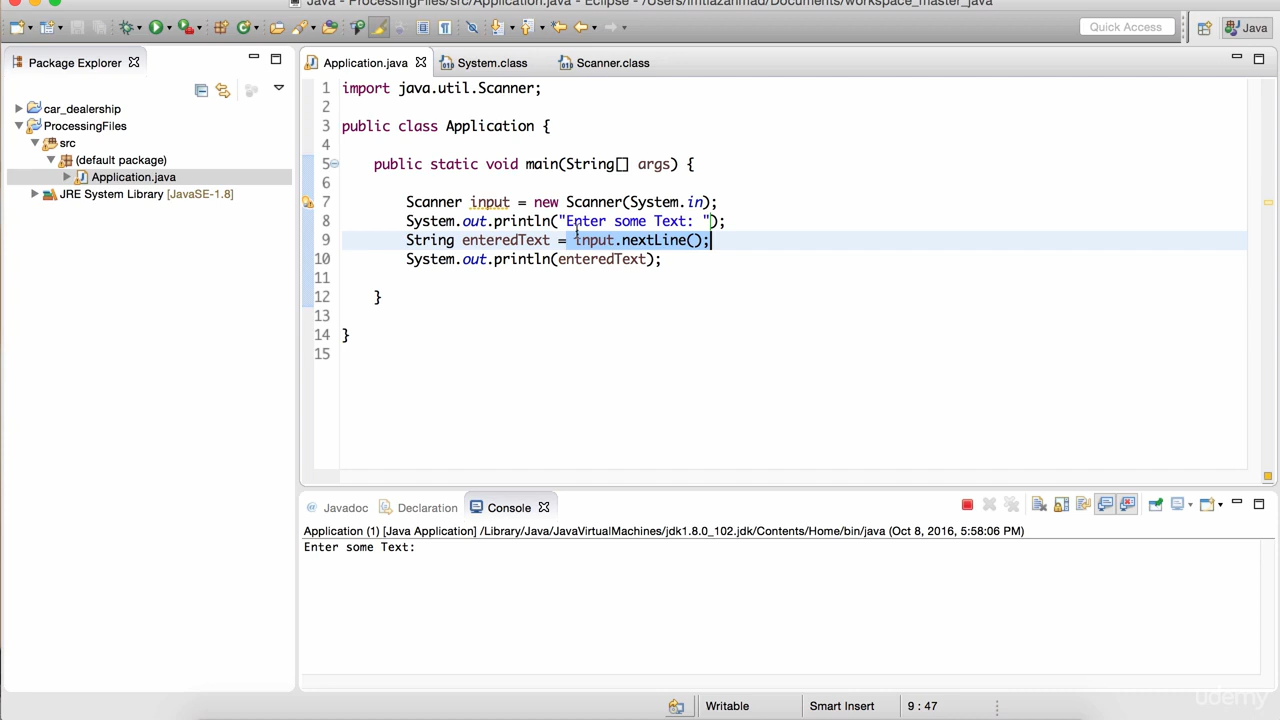 Java - ProcessingFiles/src/Application.java - Eclipse - /Users/imtiazahmad/Documents/workspace_master_java
Quick Access
Java
Package Explorer
Application.java
System.class
Scanner.class
car_dealership
ProcessingFiles
src
(default package)
Application.java
JRE System Library [JavaSE-1.8]
1 import java.util.Scanner;
2
3 public class Application {
4
5 public static void main(String[] args) {
6
7 Scanner input = new Scanner(System.in);
8 System.out.println("Enter some Text: ");
9 String enteredText = input.nextLine();
10 System.out.println(enteredText);
11
12 }
13
14 }
15
@ Javadoc
Declaration
Console
Application (1) [Java Application] /Library/Java/JavaVirtualMachines/jdk1.8.0_102.jdk/Contents/Home/bin/java (Oct 8, 2016, 5:58:06 PM)
Enter some Text:
Writable
Smart Insert
9 : 47
udemy